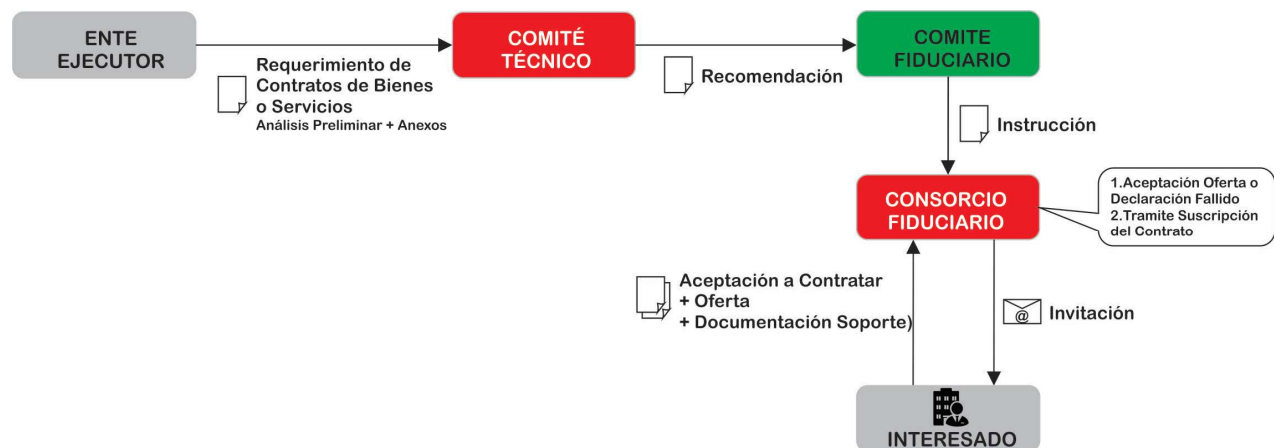 ENTE
EJECUTOR
Requerimiento de
Contratos de Bienes
o Servicios
Análisis Preliminar + Anexos
COMITÉ
TÉCNICO
Recomendación
COMITE
FIDUCIARIO
Instrucción
CONSORCIO
FIDUCIARIO
1.Aceptación Oferta o
Declaración Fallido
2.Tramite Suscripción
del Contrato
Aceptación a Contratar
+ Oferta
+ Documentación Soporte)
@ Invitación
INTERESADO